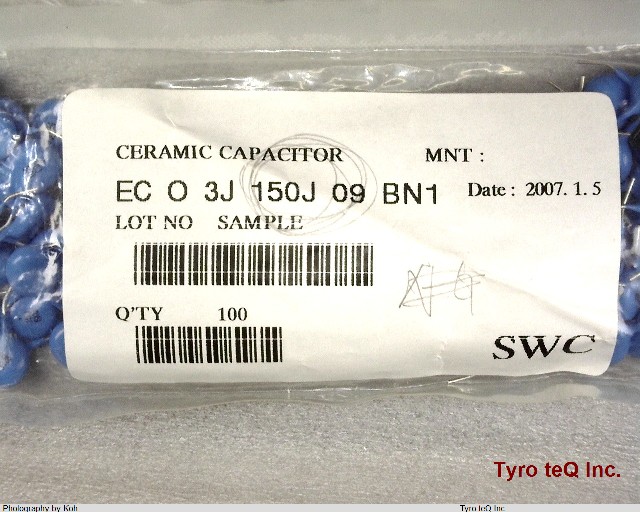 CERAMIC CAPACITOR MNT :
EC O 3J 150J 09 BN1 Date : 2007. 1. 5
LOT NO SAMPLE
Q'TY 100
SWC
Tyro teQ Inc.
Photography by Koh Tyro teQ Inc